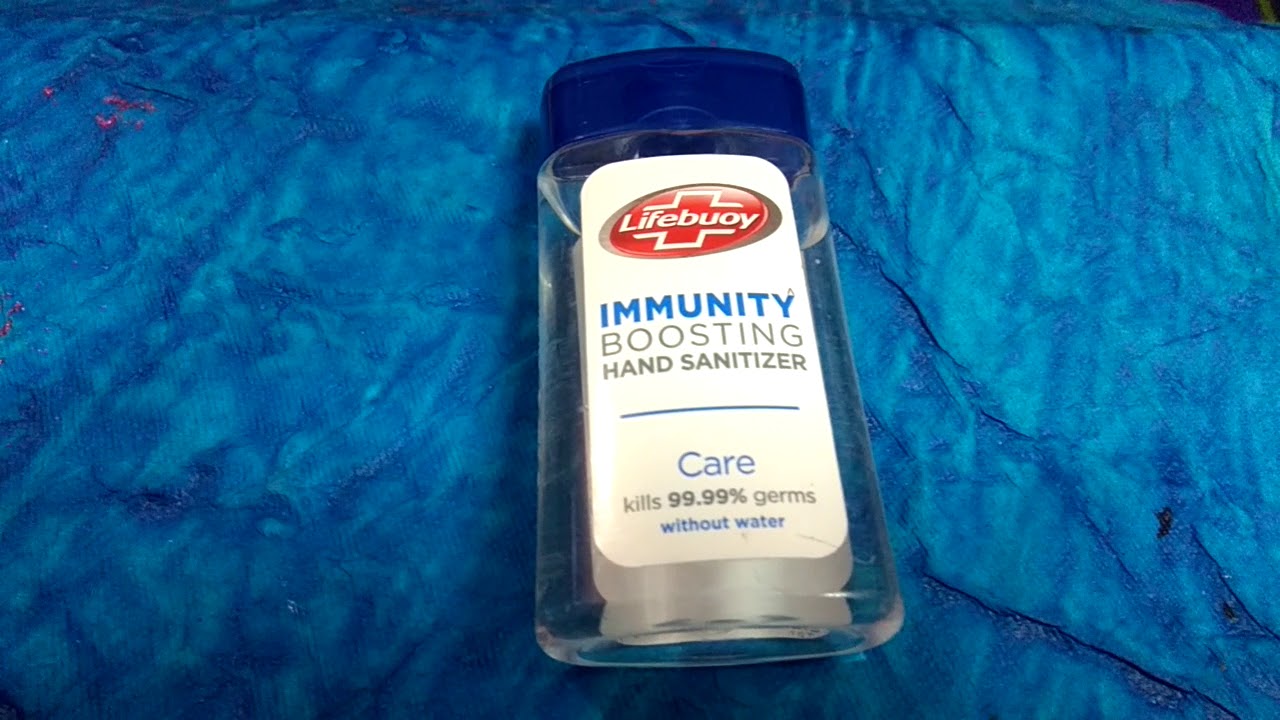 Lifebuoy
IMMUNITY
BOOSTING
HAND SANITIZER
Care
kills 99.99% germs
without water